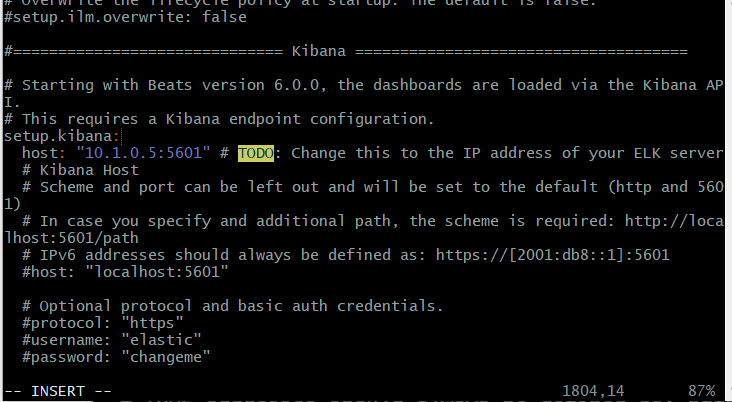 # Overwrite the lifecycle policy at startup. The default is false.
#setup.ilm.overwrite: false
#============================== Kibana =====================================
# Starting with Beats version 6.0.0, the dashboards are loaded via the Kibana AP
I.
# This requires a Kibana endpoint configuration.
setup.kibana:
  host: "10.1.0.5:5601" # TODO: Change this to the IP address of your ELK server
  # Kibana Host
  # Scheme and port can be left out and will be set to the default (http and 560
1)
  # In case you specify and additional path, the scheme is required: http://loca
lhost:5601/path
  # IPv6 addresses should always be defined as: https://[2001:db8::1]:5601
  #host: "localhost:5601"
  # Optional protocol and basic auth credentials.
  #protocol: "https"
  #username: "elastic"
  #password: "changeme"
-- INSERT -- 1804,14 87%